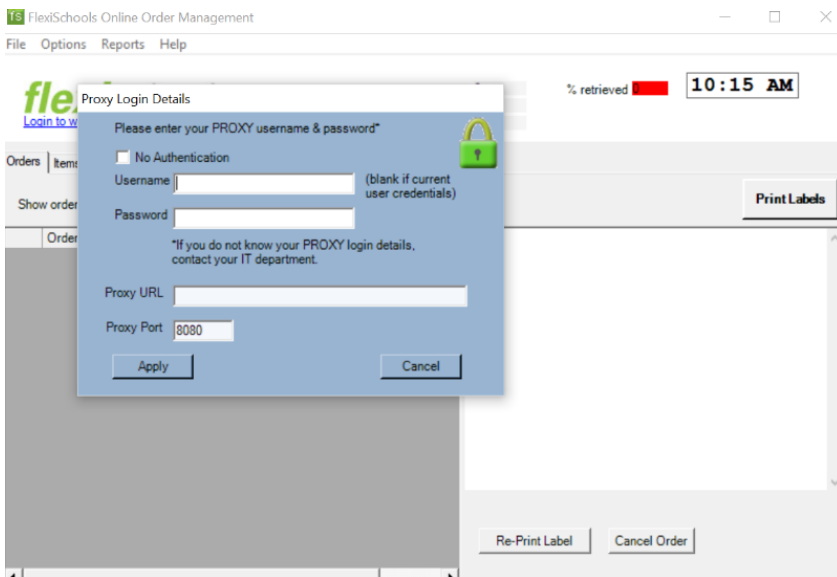 TS FlexiSchools Online Order Management
File Options Reports Help
% retrieved 0
10:15 AM
Login to w
Proxy Login Details
Please enter your PROXY username & password*
No Authentication
Username
(blank if current
user credentials)
Password
*If you do not know your PROXY login details,
contact your IT department.
Proxy URL
Proxy Port 8080
Apply Cancel
Orders Items
Show order
Print Labels
Order
Re-Print Label Cancel Order